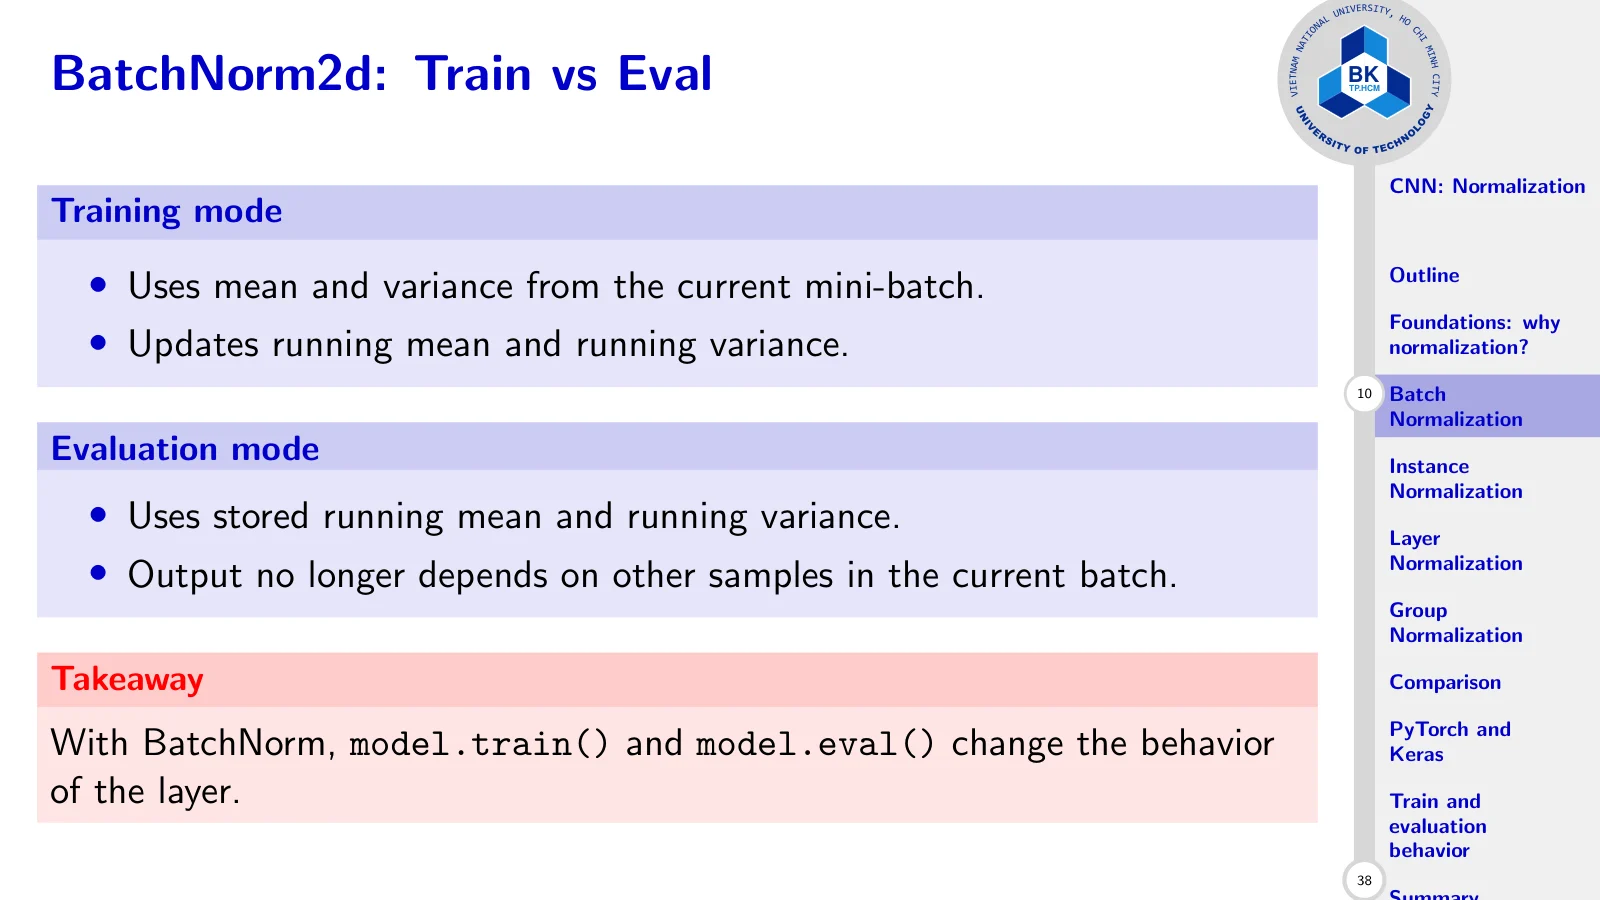 BatchNorm2d: Train vs Eval
Training mode
• Uses mean and variance from the current mini-batch.
• Updates running mean and running variance.
Evaluation mode
• Uses stored running mean and running variance.
• Output no longer depends on other samples in the current batch.
Takeaway
With BatchNorm, model.train() and model.eval() change the behavior
of the layer.
VIETNAM NATIONAL UNIVERSITY, HO CHI MINH CITY
BK
TP.HCM
UNIVERSITY OF TECHNOLOGY
CNN: Normalization
Outline
Foundations: why
normalization?
10
Batch
Normalization
Instance
Normalization
Layer
Normalization
Group
Normalization
Comparison
PyTorch and
Keras
Train and
evaluation
behavior
38
Summary